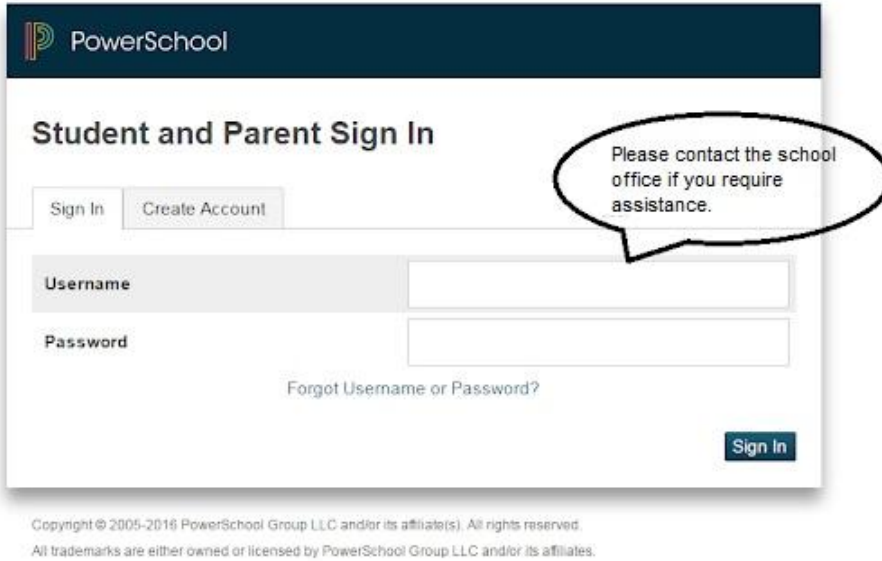 PowerSchool
Student and Parent Sign In
Please contact the school
office if you require
assistance.
Sign In
Create Account
Username
Password
Forgot Username or Password?
Sign In
Copyright © 2005-2016 PowerSchool Group LLC and/or its affiliate(s). All rights reserved.
All trademarks are either owned or licensed by PowerSchool Group LLC and/or its affiliates.